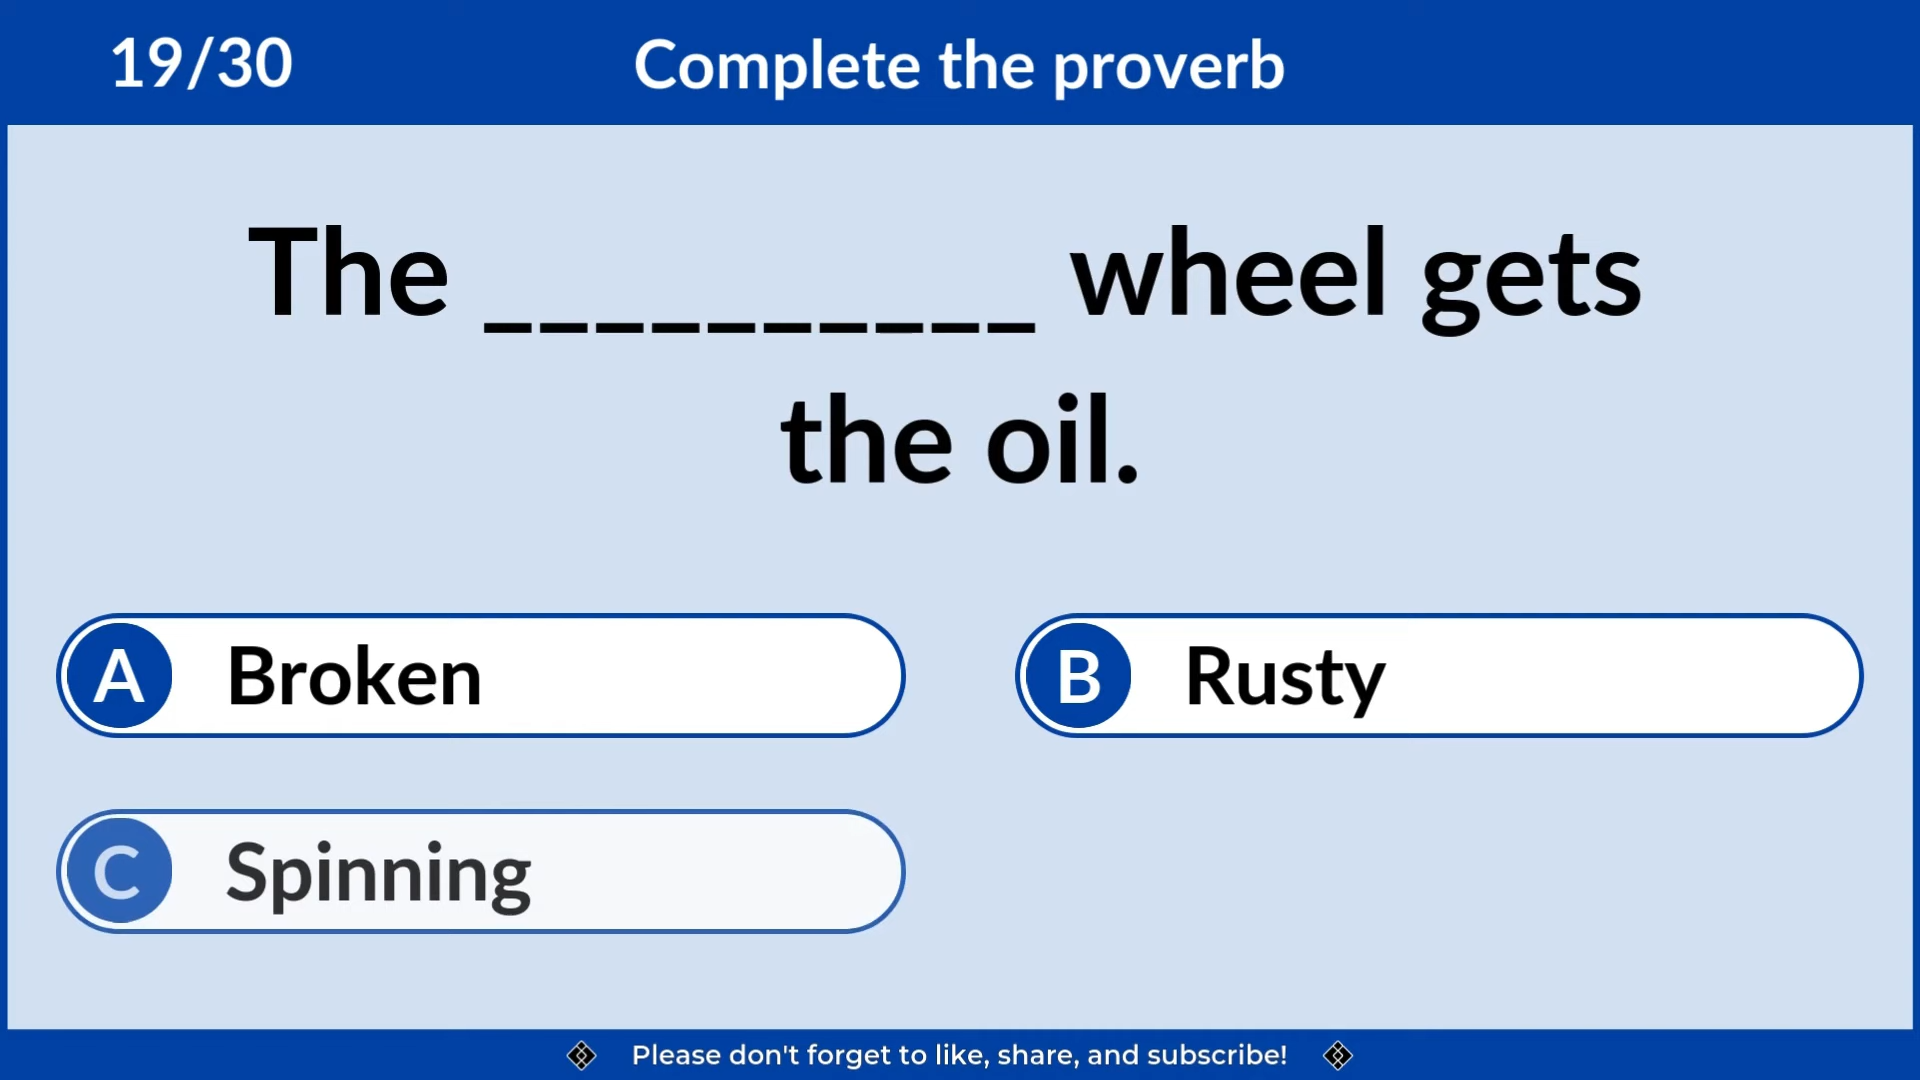 19/30
Complete the proverb
The __________ wheel gets
the oil.
A Broken
B Rusty
C Spinning
Please don't forget to like, share, and subscribe!